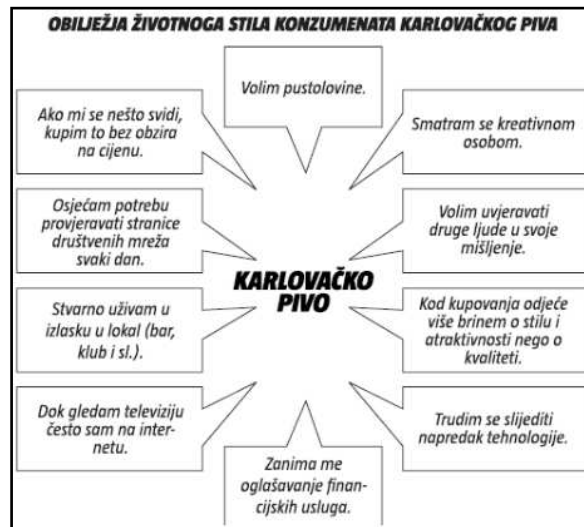 OBILJEŽJA ŽIVOTNOGA STILA KONZUMENATA KARLOVAČKOG PIVA
Volim pustolovine.
Ako mi se nešto svidi,
kupim to bez obzira
na cijenu.
Smatram se kreativnom
osobom.
Osjećam potrebu
provjeravati stranice
društvenih mreža
svaki dan.
Volim uvjeravati
druge ljude u svoje
mišljenje.
KARLOVAČKO
PIVO
Stvarno uživam u
izlasku u lokal (bar,
klub i sl.).
Kod kupovanja odjeće
više brinem o stilu i
atraktivnosti nego o
kvaliteti.
Dok gledam televiziju
često sam na inter-
netu.
Trudim se slijediti
napredak tehnologije.
Zanima me
oglašavanje finan-
cijskih usluga.